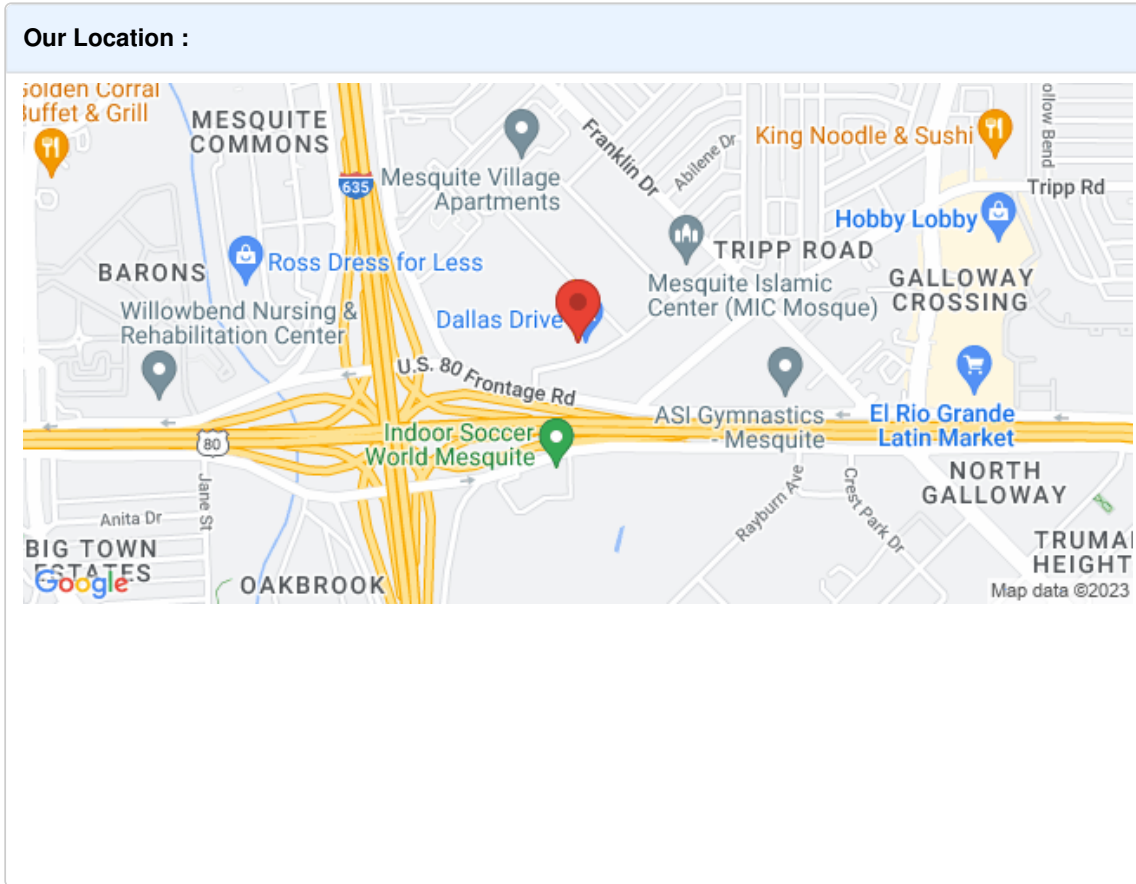 Our Location :
Golden Corral
Buffet & Grill
MESQUITE
COMMONS
635
Mesquite Village
Apartments
Franklin Dr
Abilene Dr
King Noodle & Sushi
ollow Bend
Tripp Rd
Hobby Lobby
BARONS
Ross Dress for Less
TRIPP ROAD
Mesquite Islamic
Center (MIC Mosque)
GALLOWAY
CROSSING
Willowbend Nursing &
Rehabilitation Center
Dallas Drive
U.S. 80 Frontage Rd
ASI Gymnastics
- Mesquite
El Rio Grande
Latin Market
80
Indoor Soccer
World Mesquite
NORTH
GALLOWAY
Jane St
Anita Dr
Rayburn Ave
Crest Park Dr
BIG TOWN
ESTATES
OAKBROOK
TRUMA
HEIGHT
Google
Map data ©2023